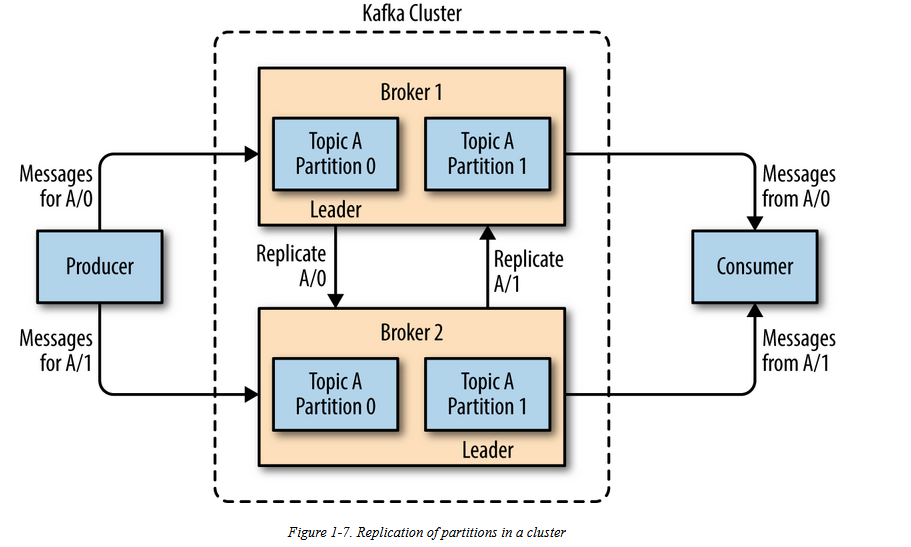 Kafka Cluster
Broker 1
Topic A
Partition 0
Topic A
Partition 1
Leader
Messages
for A/0
Messages
from A/0
Replicate
A/0
Replicate
A/1
Producer
Consumer
Messages
for A/1
Messages
from A/1
Broker 2
Topic A
Partition 0
Topic A
Partition 1
Leader
Figure 1-7. Replication of partitions in a cluster